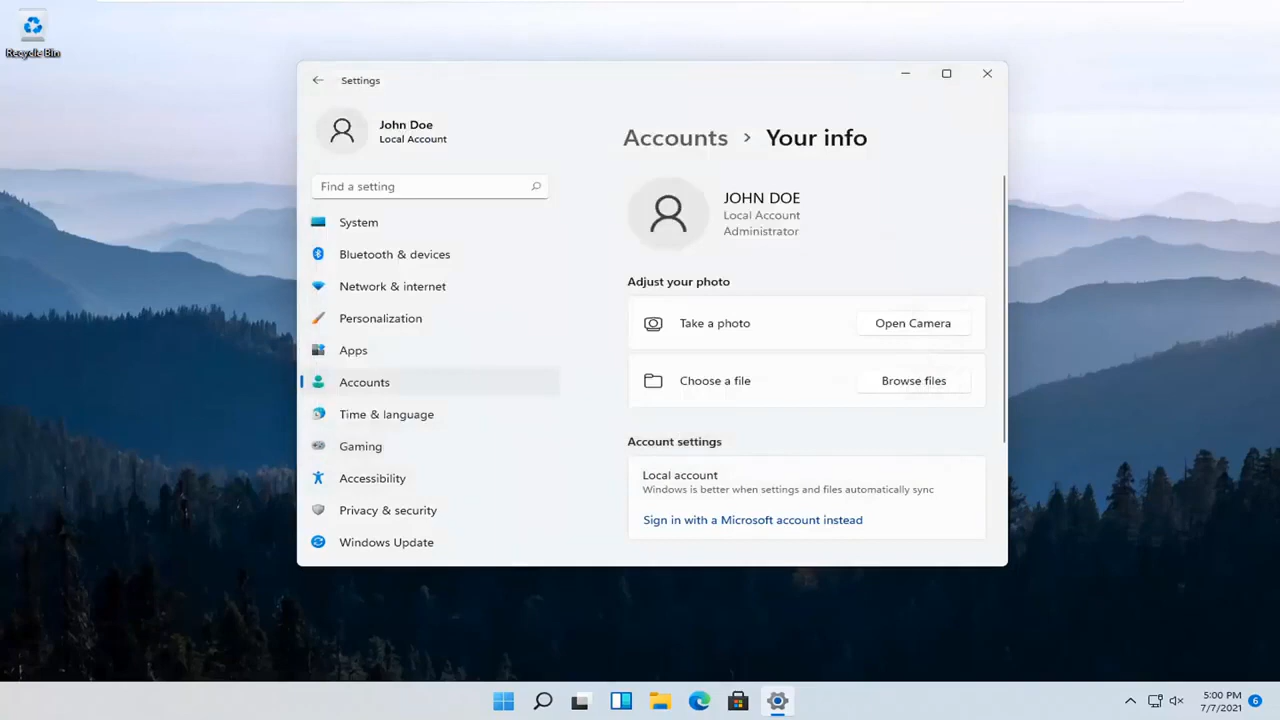 Recycle Bin
Settings
John Doe
Local Account
Find a setting
System
Bluetooth & devices
Network & internet
Personalization
Apps
Accounts
Time & language
Gaming
Accessibility
Privacy & security
Windows Update
Accounts > Your info
JOHN DOE
Local Account
Administrator
Adjust your photo
Take a photo
Open Camera
Choose a file
Browse files
Account settings
Local account
Windows is better when settings and files automatically sync
Sign in with a Microsoft account instead
5:00 PM
7/7/2021
6